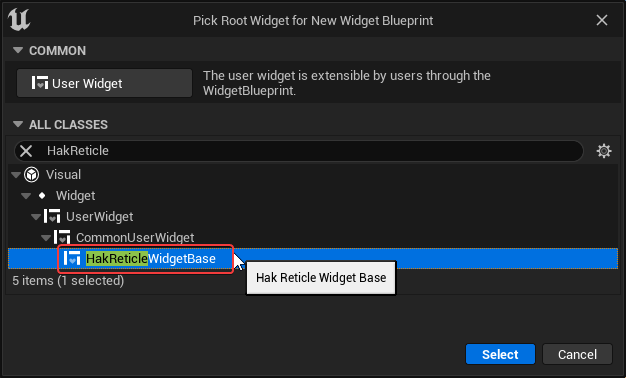 Pick Root Widget for New Widget Blueprint
COMMON
User Widget
The user widget is extensible by users through the
WidgetBlueprint.
ALL CLASSES
HakReticle
Visual
Widget
UserWidget
CommonUserWidget
HakReticleWidgetBase
Hak Reticle Widget Base
5 items (1 selected)
Select
Cancel